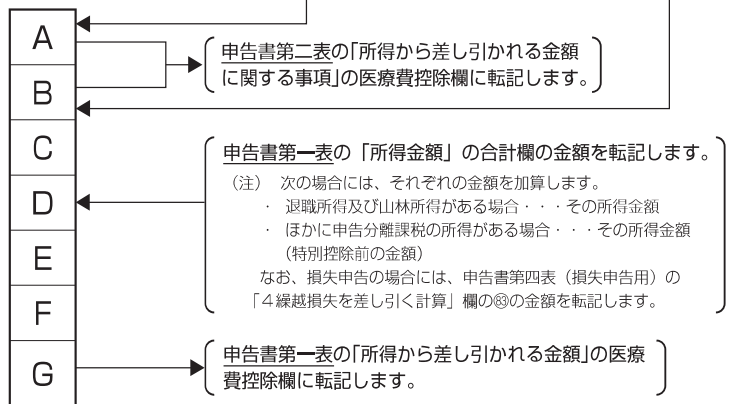 A
申告書第二表の「所得から差し引かれる金額
に関する事項」の医療費控除欄に転記します。
B
C
申告書第一表の「所得金額」の合計欄の金額を転記します。
(注) 次の場合には、それぞれの金額を加算します。
D
・ 退職所得及び山林所得がある場合・・・その所得金額
・ ほかに申告分離課税の所得がある場合・・・その所得金額
E
(特別控除前の金額)
なお、損失申告の場合には、申告書第四表(損失申告用)の
F
「4繰越損失を差し引く計算」欄の㊸の金額を転記します。
申告書第一表の「所得から差し引かれる金額」の医療
G
費控除欄に転記します。